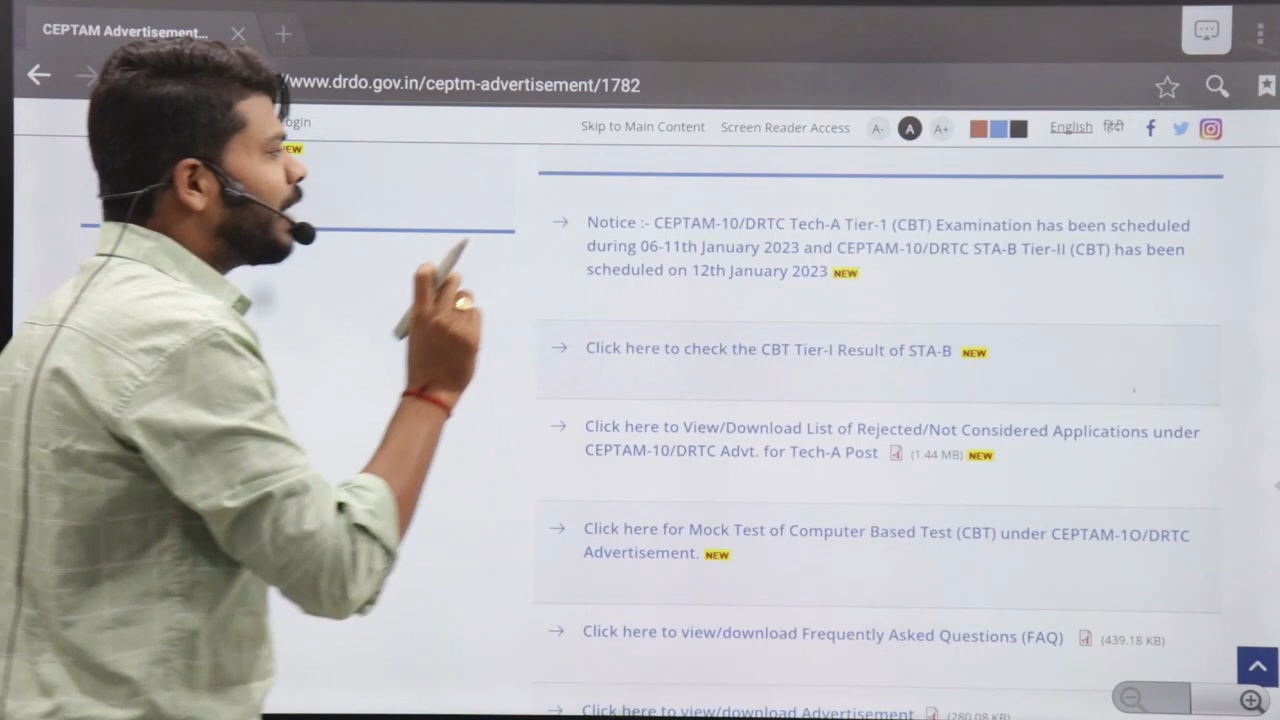 CEPTAM Advertisement...
/www.drdo.gov.in/ceptm-advertisement/1782
Skip to Main Content Screen Reader Access A- A A+ English हिंदी
NEW
Notice :- CEPTAM-10/DRTC Tech-A Tier-1 (CBT) Examination has been scheduled
during 06-11th January 2023 and CEPTAM-10/DRTC STA-B Tier-II (CBT) has been
scheduled on 12th January 2023 NEW
Click here to check the CBT Tier-I Result of STA-B NEW
Click here to View/Download List of Rejected/Not Considered Applications under
CEPTAM-10/DRTC Advt. for Tech-A Post (1.44 MB) NEW
Click here for Mock Test of Computer Based Test (CBT) under CEPTAM-1O/DRTC
Advertisement. NEW
Click here to view/download Frequently Asked Questions (FAQ) (439.18 KB)
Click here to view/download Advertisement (280.08 KB)